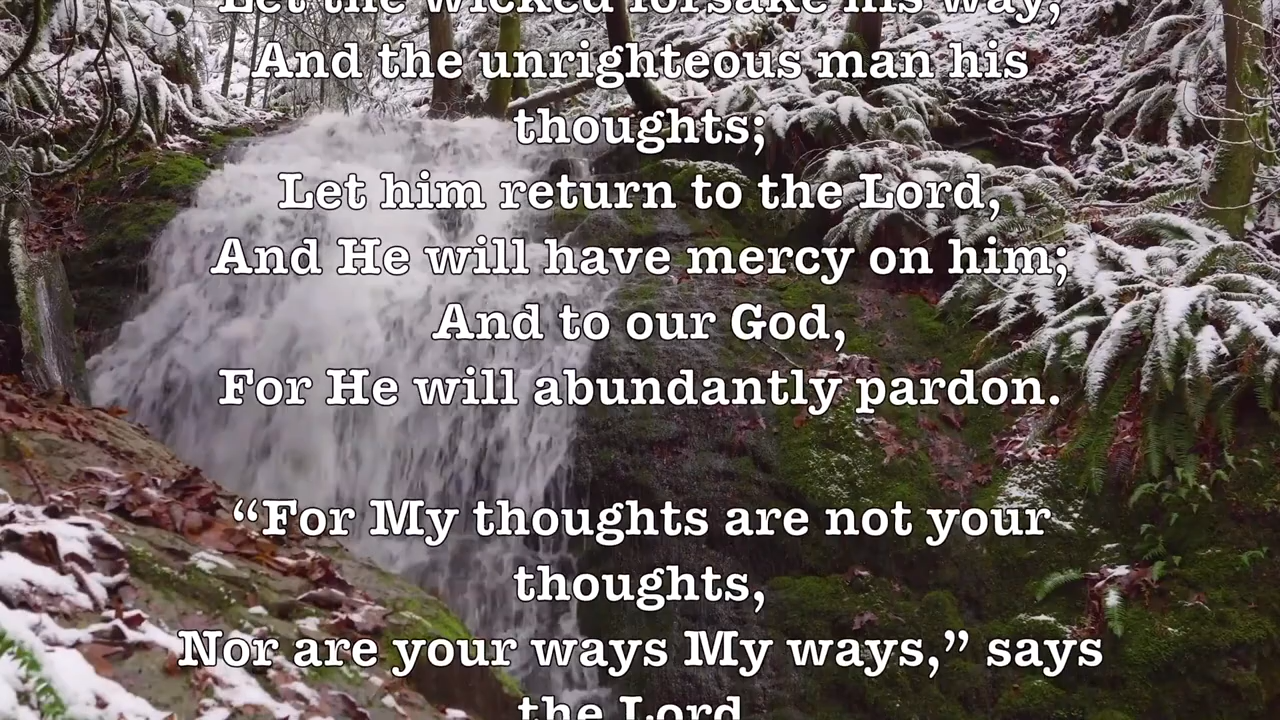 Let the wicked forsake his way,
And the unrighteous man his
thoughts;
Let him return to the Lord,
And He will have mercy on him;
And to our God,
For He will abundantly pardon.
“For My thoughts are not your
thoughts,
Nor are your ways My ways,” says
the Lord